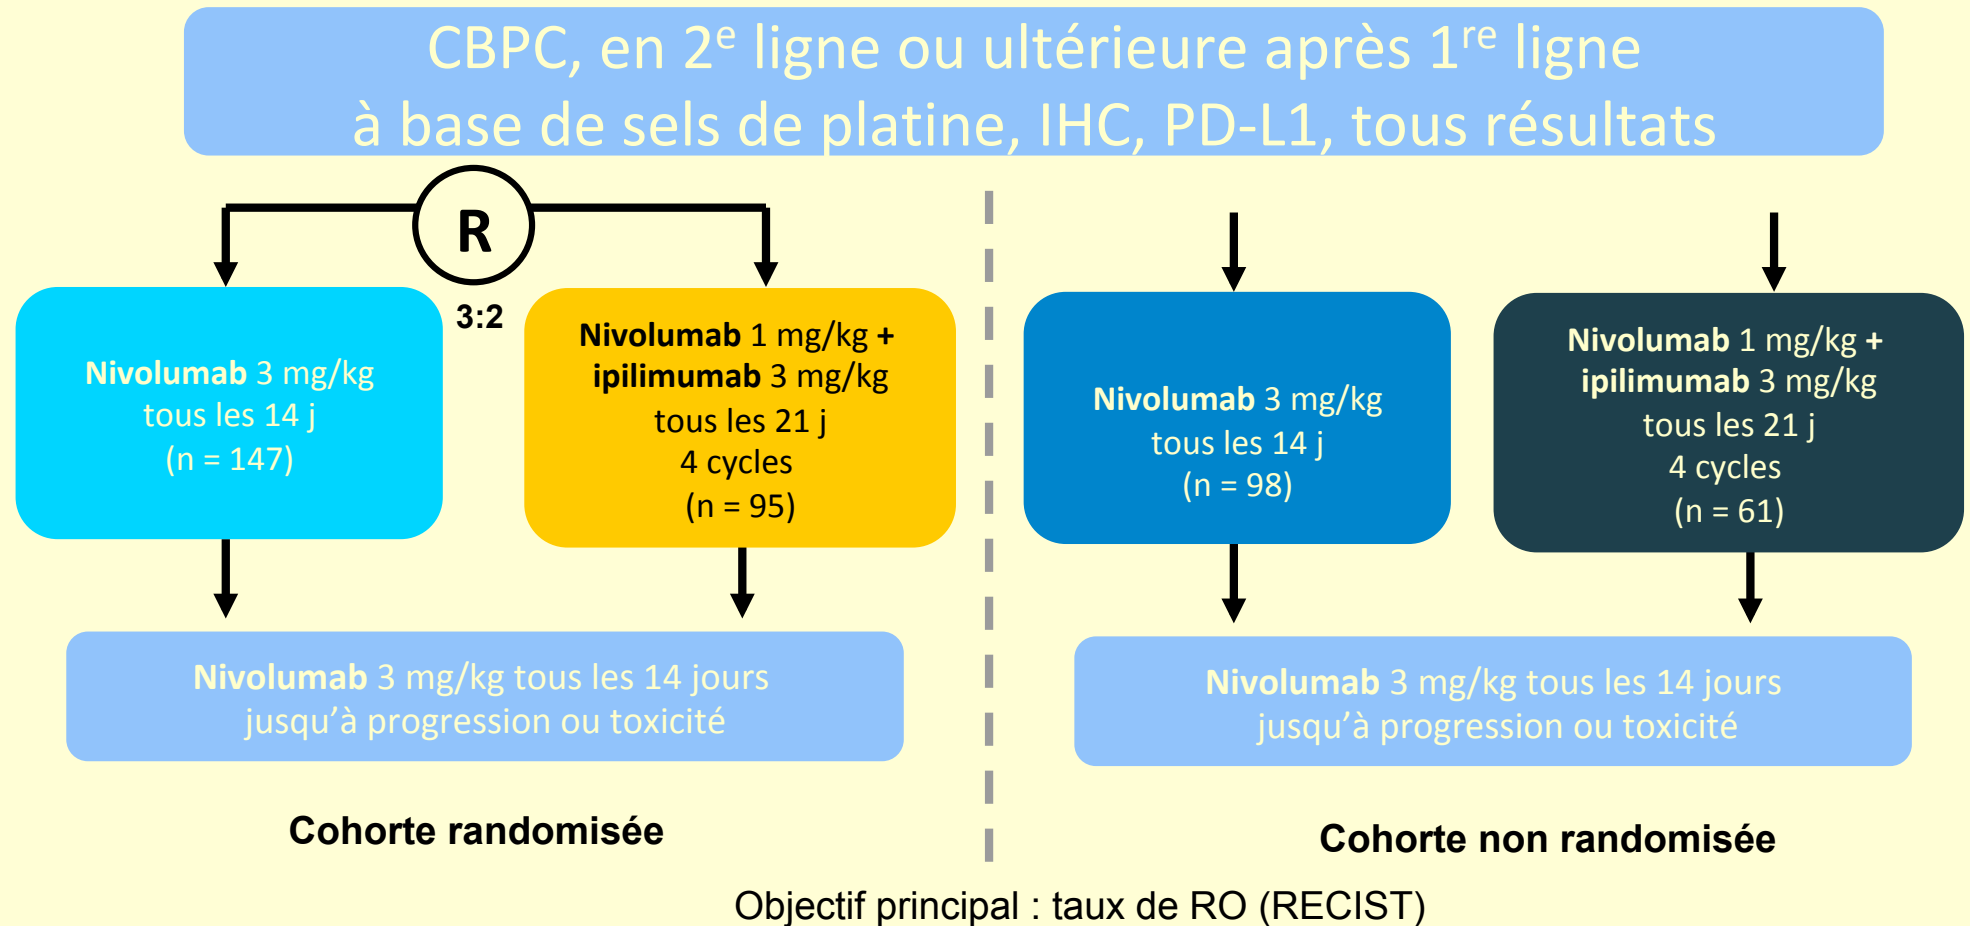 CBPC, en 2e ligne ou ultérieure après 1re ligne
à base de sels de platine, IHC, PD-L1, tous résultats
R
3:2
Nivolumab 3 mg/kg
tous les 14 j
(n = 147)
Nivolumab 1 mg/kg +
ipilimumab 3 mg/kg
tous les 21 j
4 cycles
(n = 95)
Nivolumab 3 mg/kg
tous les 14 j
(n = 98)
Nivolumab 1 mg/kg +
ipilimumab 3 mg/kg
tous les 21 j
4 cycles
(n = 61)
Nivolumab 3 mg/kg tous les 14 jours
jusqu’à progression ou toxicité
Nivolumab 3 mg/kg tous les 14 jours
jusqu’à progression ou toxicité
Cohorte randomisée
Cohorte non randomisée
Objectif principal : taux de RO (RECIST)